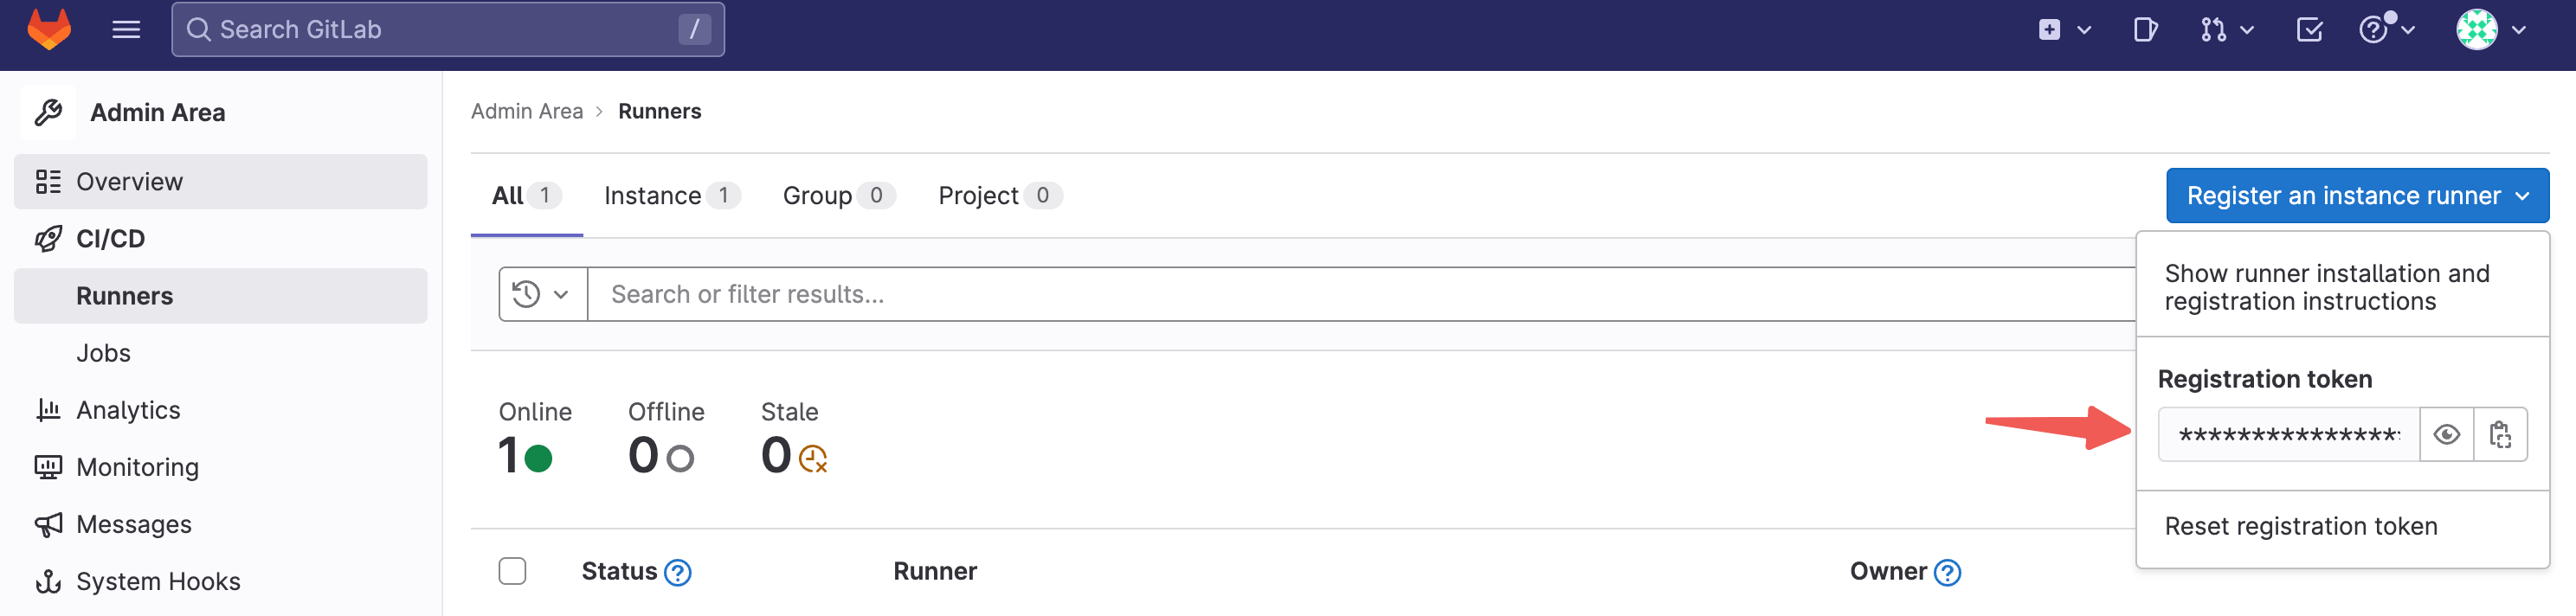 Search GitLab
/
Admin Area
Overview
CI/CD
Runners
Jobs
Analytics
Monitoring
Messages
System Hooks
Admin Area > Runners
All 1 Instance 1 Group 0 Project 0
Register an instance runner
Show runner installation and
registration instructions
Registration token
***************
Reset registration token
Search or filter results...
Online Offline Stale
1 0 0
Status ? Runner Owner ?